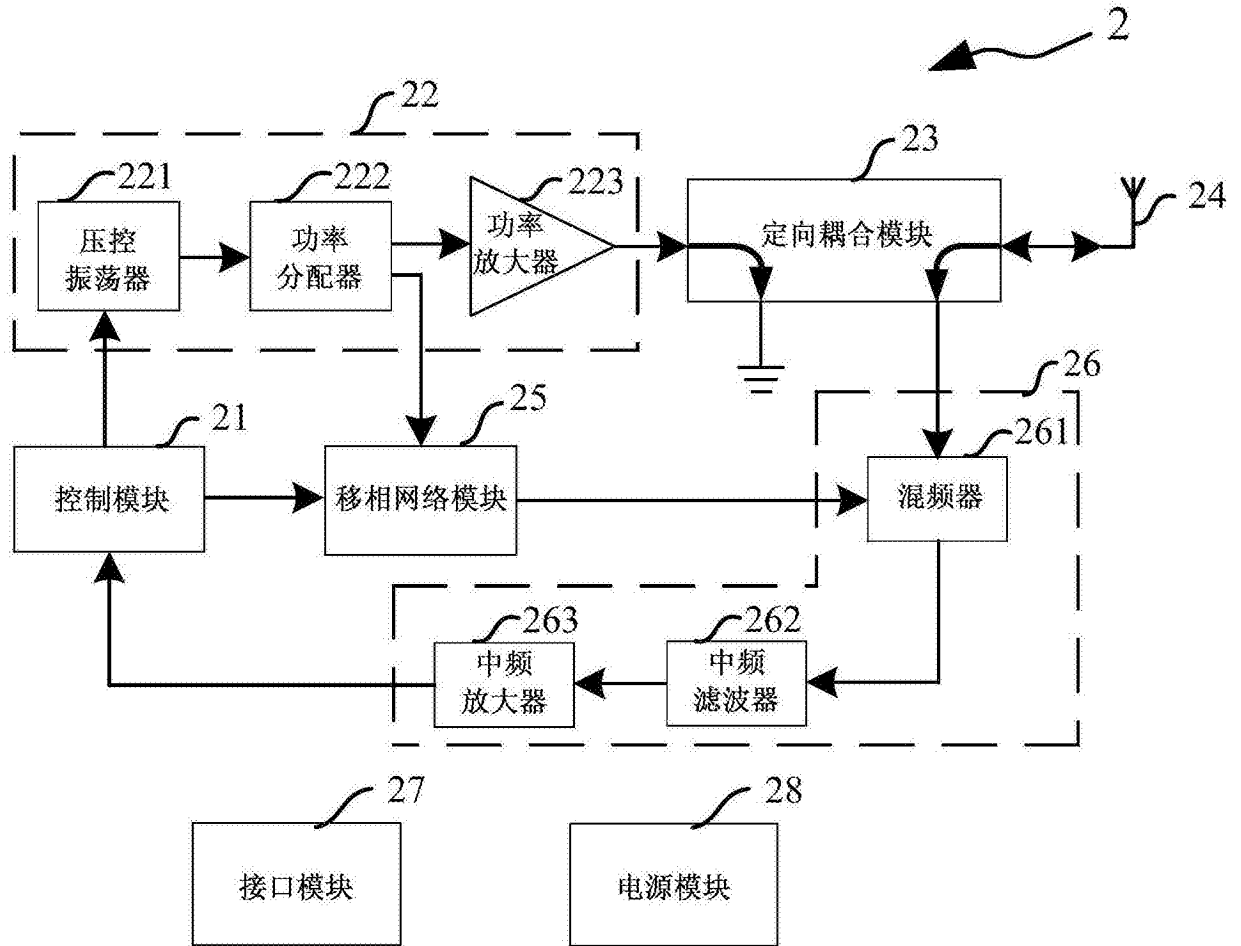 2
22
23
221
222
223
24
压控
振荡器
功率
分配器
功率
放大器
定向耦合模块
26
21
25
261
控制模块
移相网络模块
混频器
263
262
中频
放大器
中频
滤波器
27
28
接口模块
电源模块